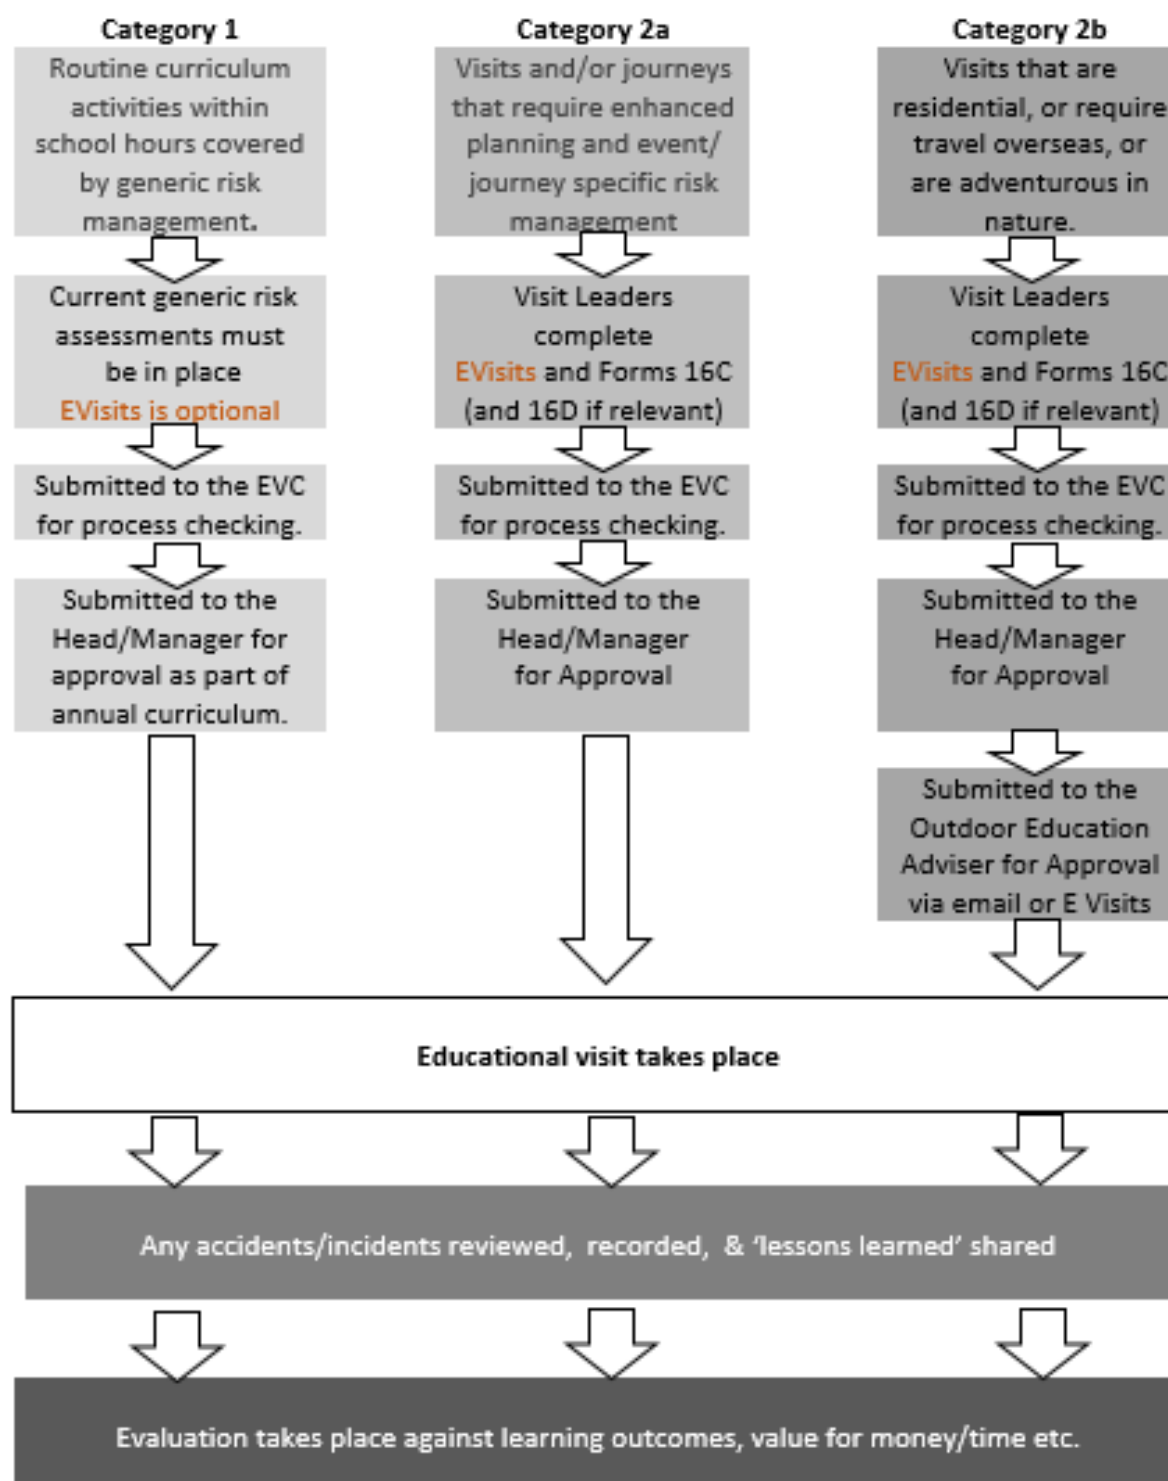 Category 1
Routine curriculum
activities within
school hours covered
by generic risk
management.
Current generic risk
assessments must
be in place
EVisits is optional
Submitted to the EVC
for process checking.
Submitted to the
Head/Manager for
approval as part of
annual curriculum.
Category 2a
Visits and/or journeys
that require enhanced
planning and event/
journey specific risk
management
Visit Leaders
complete
EVisits and Forms 16C
(and 16D if relevant)
Submitted to the EVC
for process checking.
Submitted to the
Head/Manager
for Approval
Category 2b
Visits that are
residential, or require
travel overseas, or
are adventurous in
nature.
Visit Leaders
complete
EVisits and Forms 16C
(and 16D if relevant)
Submitted to the EVC
for process checking.
Submitted to the
Head/Manager
for Approval
Submitted to the
Outdoor Education
Adviser for Approval
via email or E Visits
Educational visit takes place
Any accidents/incidents reviewed,  recorded,  & ‘lessons learned’ shared
Evaluation takes place against learning outcomes, value for money/time etc.